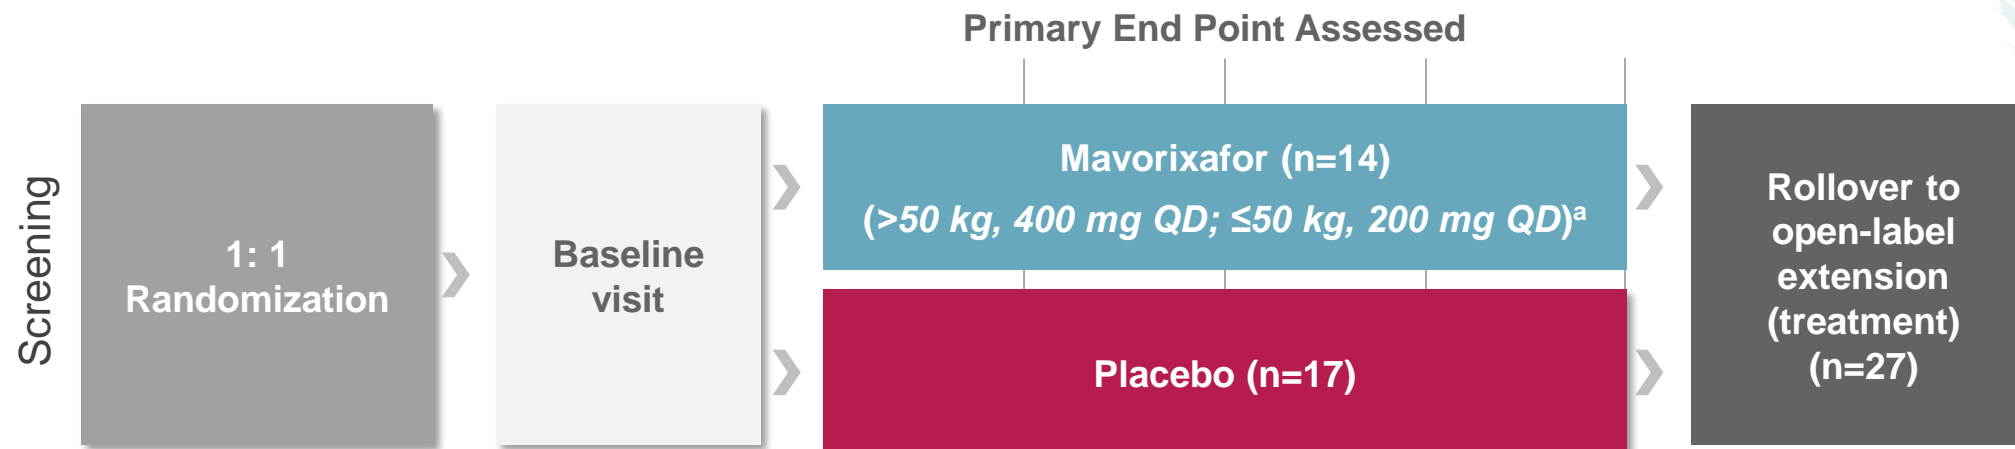 Primary End Point Assessed
Screening
1: 1
Randomization
Baseline
visit
Mavorixafor (n=14)
(>50 kg, 400 mg QD; ≤50 kg, 200 mg QD)ᵃ
Placebo (n=17)
Rollover to
open-label
extension
(treatment)
(n=27)